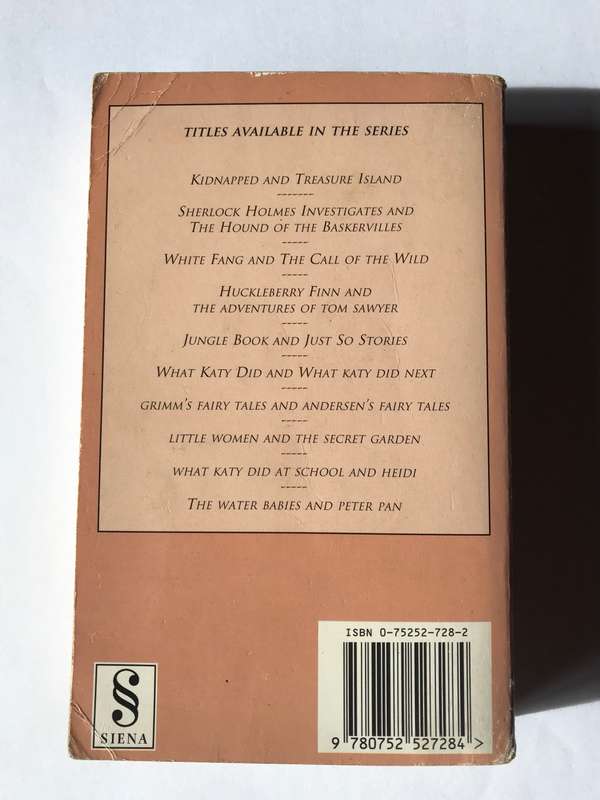 TITLES AVAILABLE IN THE SERIES
KIDNAPPED AND TREASURE ISLAND
-------
SHERLOCK HOLMES INVESTIGATES AND
THE HOUND OF THE BASKERVILLES
-----
WHITE FANG AND THE CALL OF THE WILD
-----
HUCKLEBERRY FINN AND
THE ADVENTURES OF TOM SAWYER
-----
JUNGLE BOOK AND JUST SO STORIES
-----
WHAT KATY DID AND WHAT KATY DID NEXT
-----
GRIMM'S FAIRY TALES AND ANDERSEN'S FAIRY TALES
-----
LITTLE WOMEN AND THE SECRET GARDEN
-----
WHAT KATY DID AT SCHOOL AND HEIDI
-----
THE WATER BABIES AND PETER PAN
ISBN 0-75252-728-2
9 780752 527284 >
§
SIENA